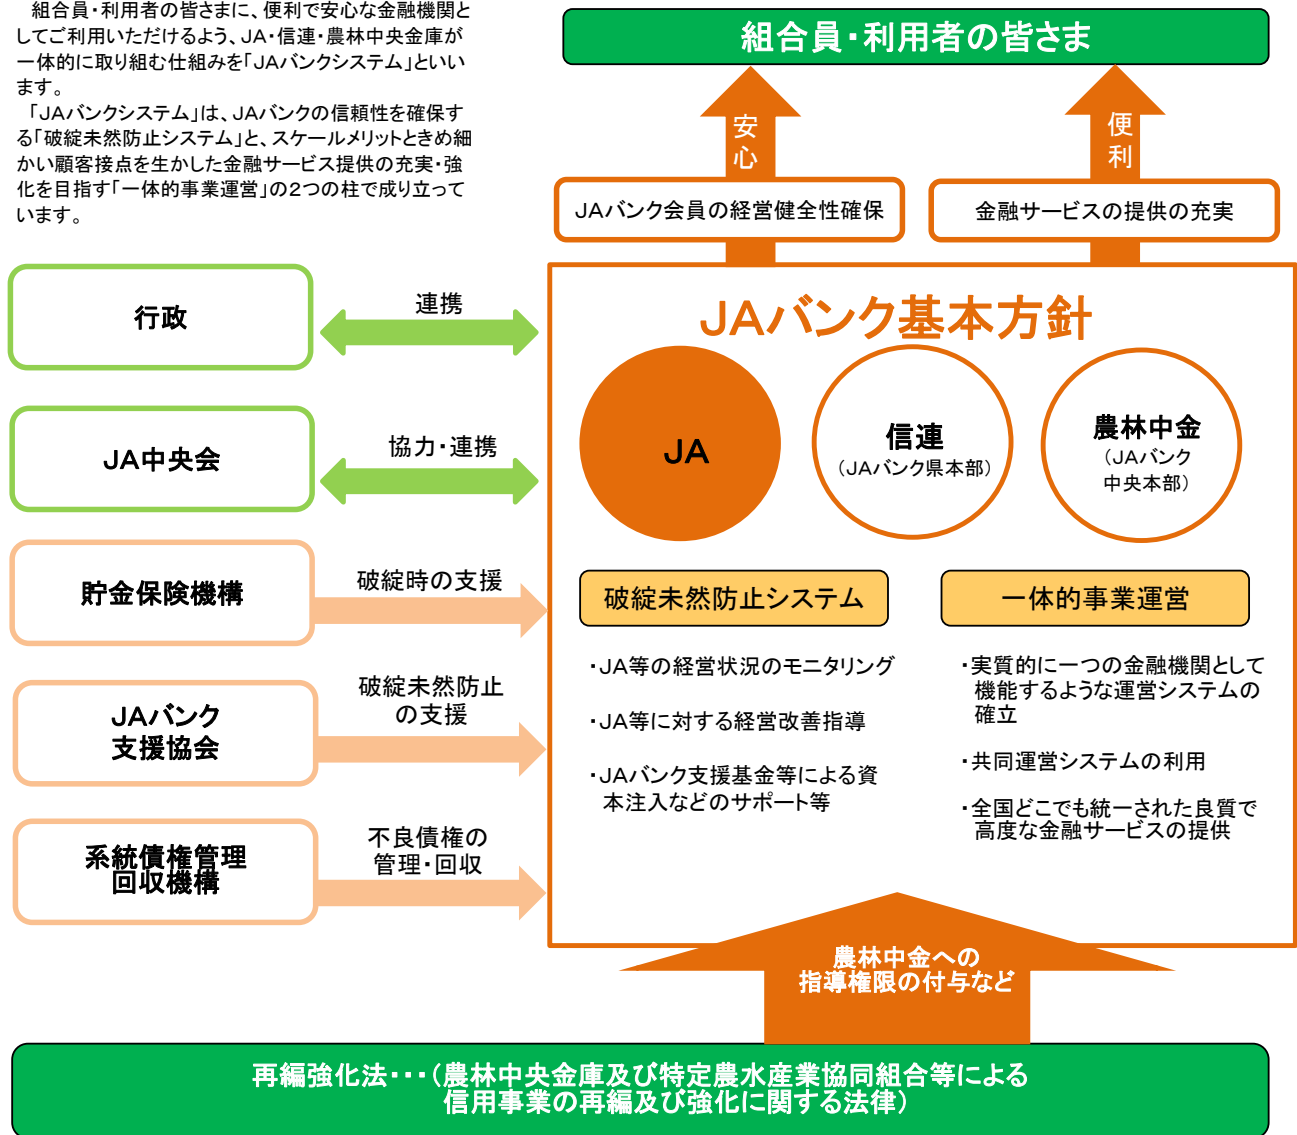 組合員・利用者の皆さまに、便利で安心な金融機関と
してご利用いただけるよう、JA・信連・農林中央金庫が
一体的に取り組む仕組みを「JAバンクシステム」といい
ます。
「JAバンクシステム」は、JAバンクの信頼性を確保す
る「破綻未然防止システム」と、スケールメリットときめ細
かい顧客接点を生かした金融サービス提供の充実・強
化を目指す「一体的事業運営」の2つの柱で成り立って
います。
組合員・利用者の皆さま
安心
便利
JAバンク会員の経営健全性確保
金融サービスの提供の充実
行政
連携
JA中央会
協力・連携
貯金保険機構
破綻時の支援
JAバンク
支援協会
破綻未然防止
の支援
系統債権管理
回収機構
不良債権の
管理・回収
JAバンク基本方針
JA
信連
（JAバンク県本部）
農林中金
（JAバンク
中央本部）
破綻未然防止システム
・JA等の経営状況のモニタリング
・JA等に対する経営改善指導
・JAバンク支援基金等による資
本注入などのサポート等
一体的事業運営
・実質的に一つの金融機関として
機能するような運営システムの
確立
・共同運営システムの利用
・全国どこでも統一された良質で
高度な金融サービスの提供
農林中金への
指導権限の付与など
再編強化法・・・（農林中央金庫及び特定農水産業協同組合等による
信用事業の再編及び強化に関する法律）